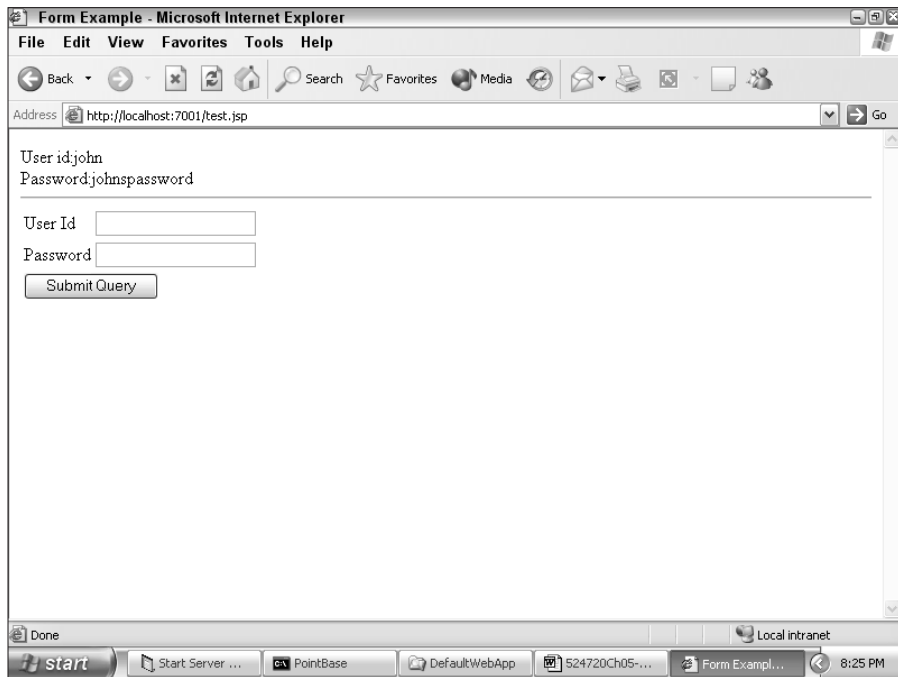 Form Example - Microsoft Internet Explorer
File Edit View Favorites Tools Help
Back Search Favorites Media
Address http://localhost:7001/test.jsp Go
User id:john
Password:johnspassword
User Id
Password
Submit Query
Done Local intranet
start Start Server ... PointBase DefaultWebApp 524720Ch05-... Form Exampl... 8:25 PM